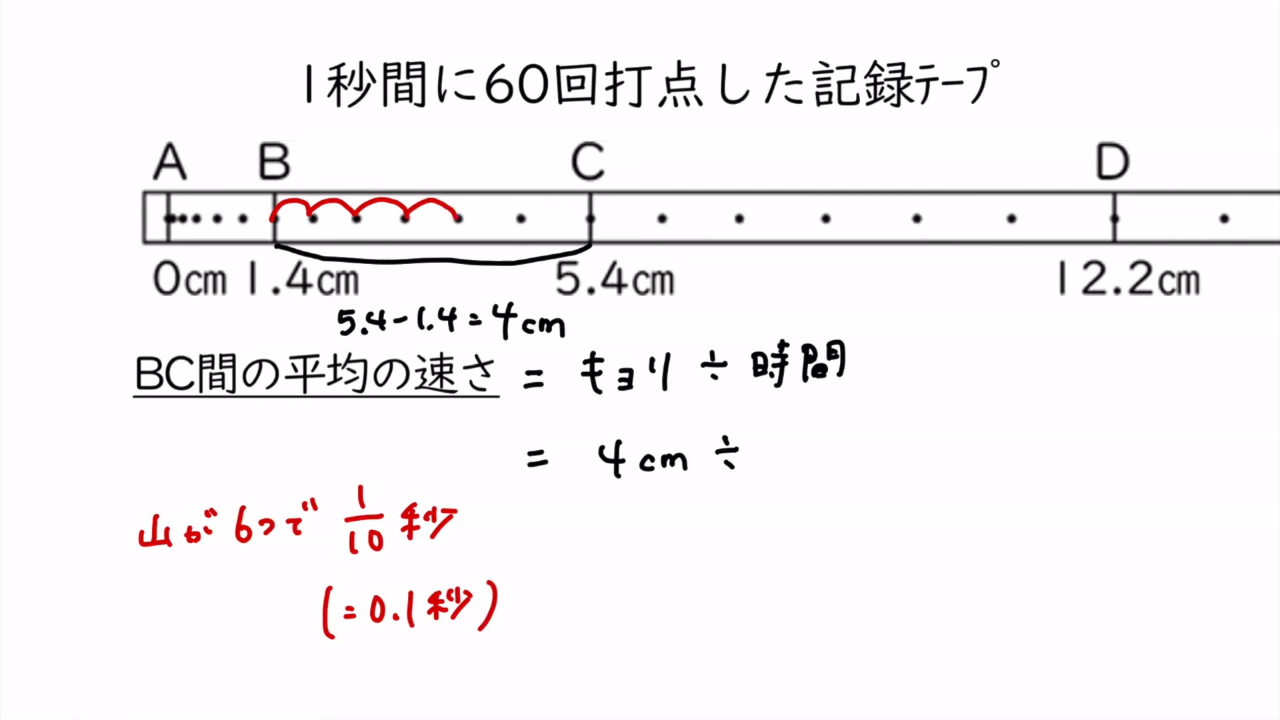 1秒間に60回打点した記録テープ
A B C D
0cm 1.4cm 5.4cm 12.2cm
5.4-1.4=4cm
BC間の平均の速さ = キョリ ÷ 時間
= 4cm ÷
山が6つで 1/10 秒
(=0.1秒)